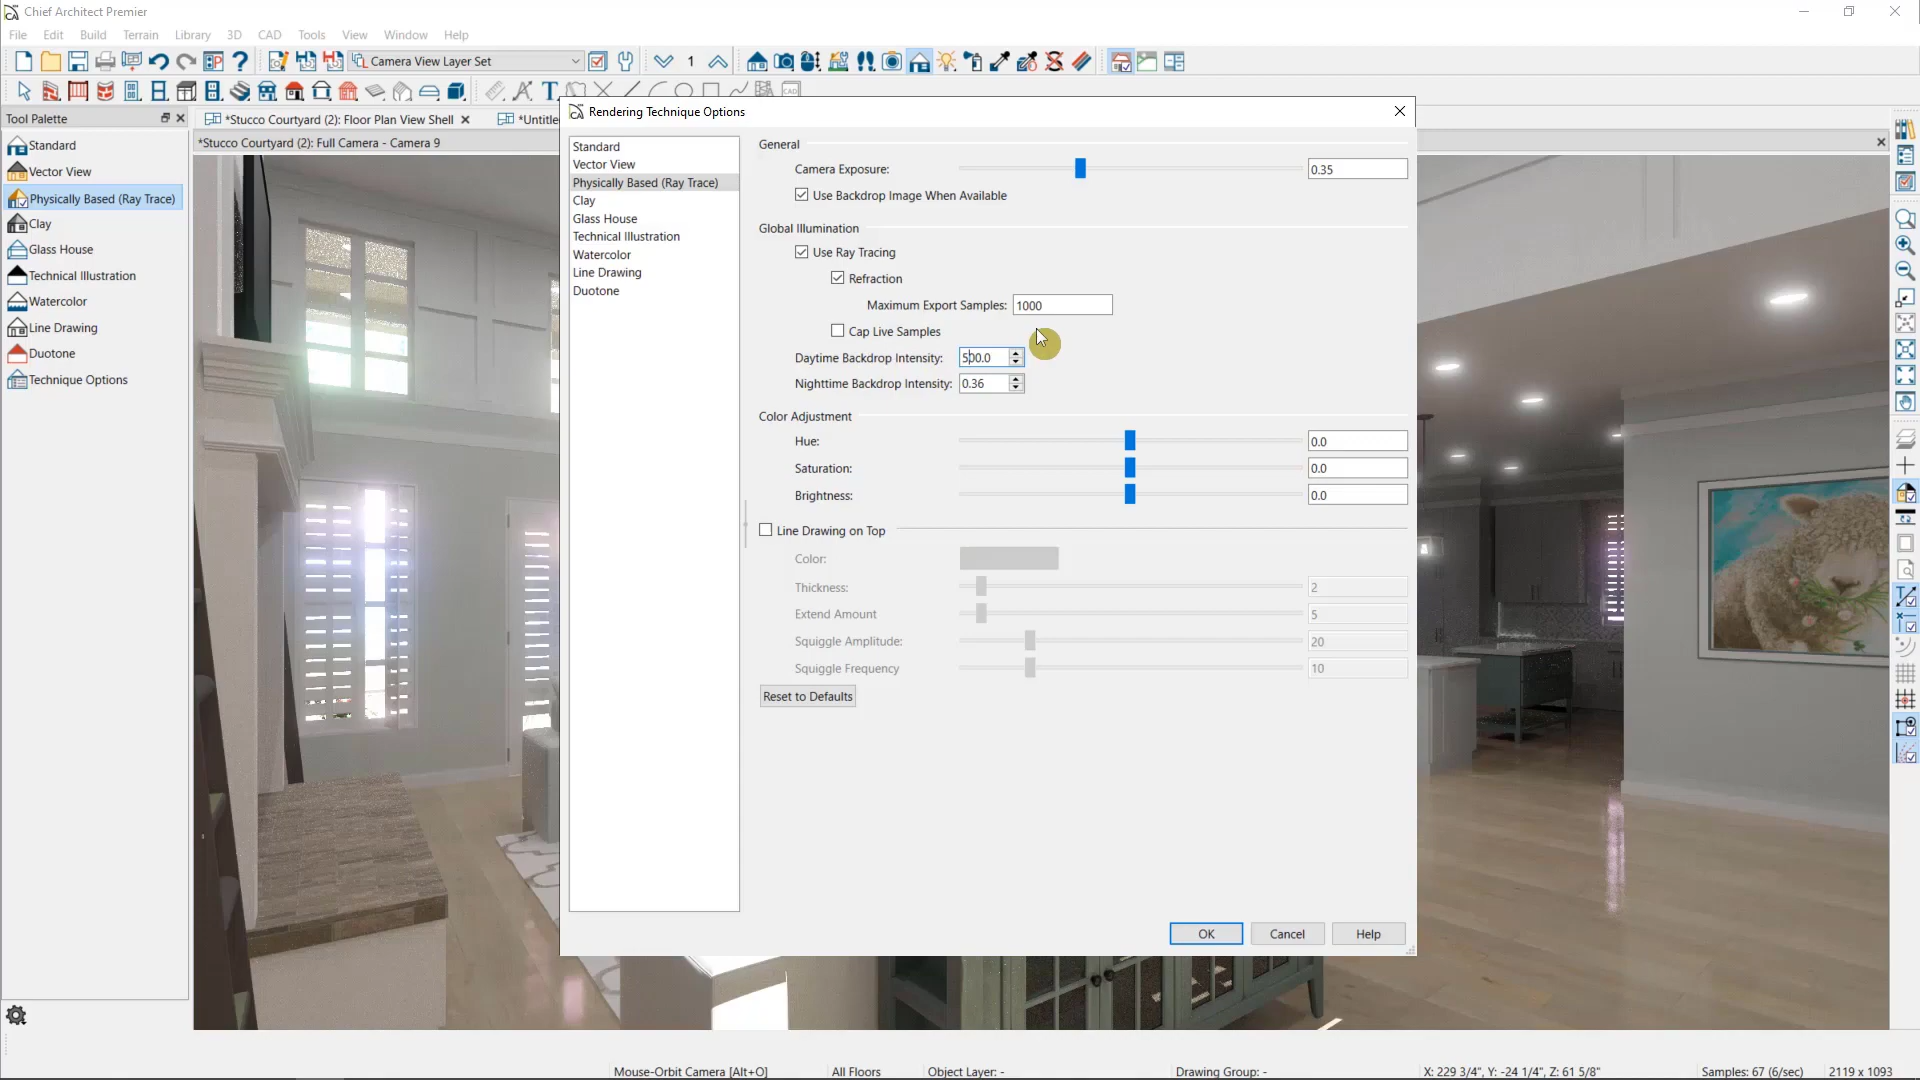 Chief Architect Premier
File Edit Build Terrain Library 3D CAD Tools Views Window Help
Camera View Layer Set 1
Tool Palette
*Stucco Courtyard (2): Floor Plan View Shell
*Untitle
*Stucco Courtyard (2): Full Camera - Camera 9
Standard
Vector View
Physically Based (Ray Trace)
Clay
Glass House
Technical Illustration
Watercolor
Line Drawing
Duotone
Technique Options
Rendering Technique Options
Standard
Vector View
Physically Based (Ray Trace)
Clay
Glass House
Technical Illustration
Watercolor
Line Drawing
Duotone
General
Camera Exposure: 0.35
Use Backdrop Image When Available
Global Illumination
Use Ray Tracing
Refraction
Maximum Export Samples: 1000
Cap Live Samples
Daytime Backdrop Intensity: 500.0
Nighttime Backdrop Intensity: 0.36
Color Adjustment
Hue: 0.0
Saturation: 0.0
Brightness: 0.0
Line Drawing on Top
Color:
Thickness: 2
Extend Amount 5
Squiggle Amplitude: 20
Squiggle Frequency 10
Reset to Defaults
OK Cancel Help
Mouse-Orbit Camera [Alt+O] All Floors Object Layer: - Drawing Group: - X: 229 3/4", Y: -24 1/4", Z: 61 5/8" Samples: 67 (6/sec) 2119 x 1093